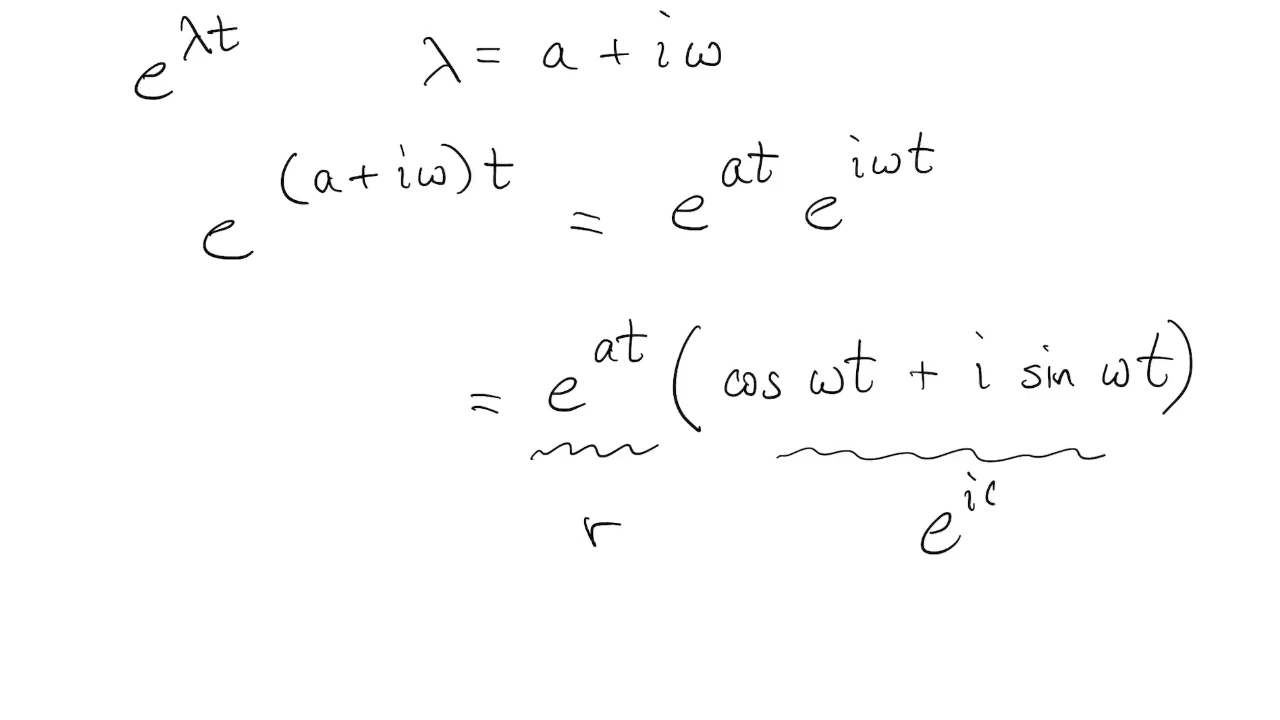 e^{λt} λ = a + iω
e^{(a+iω)t} = e^{at} e^{iωt}
= e^{at} (cos ωt + i sin ωt)
r e^{i